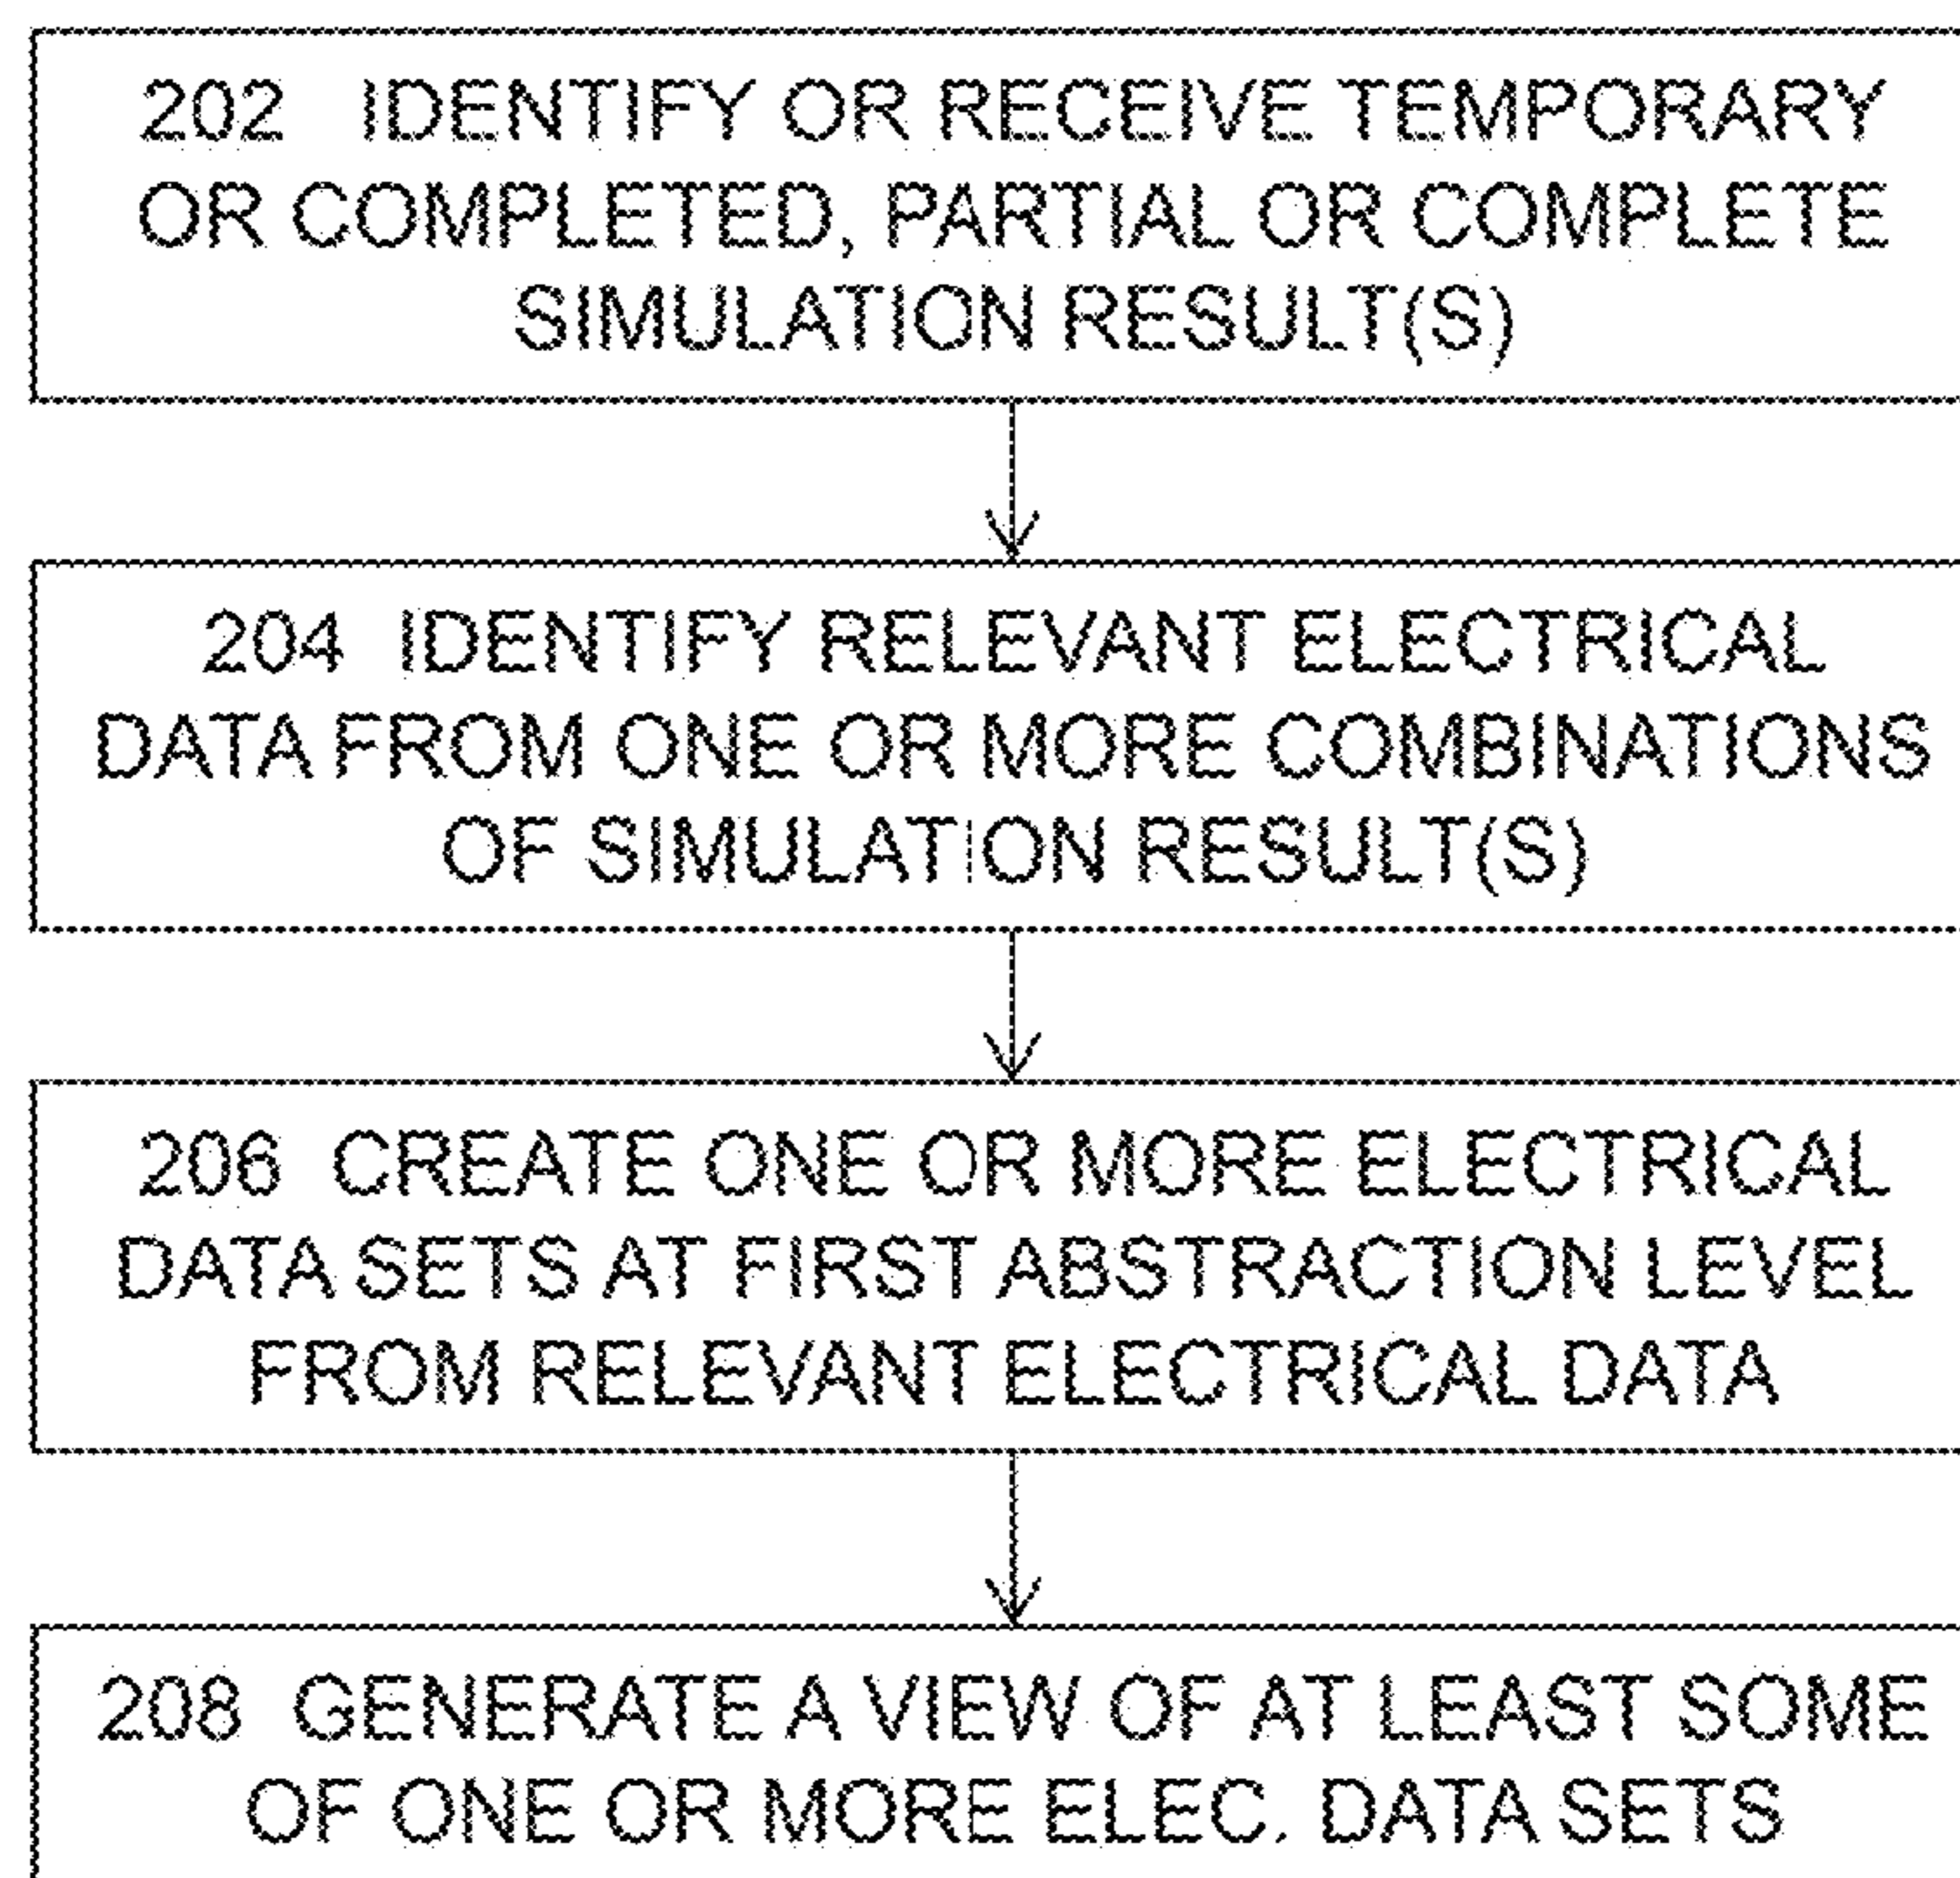 202 IDENTIFY OR RECEIVE TEMPORARY
OR COMPLETED, PARTIAL OR COMPLETE
SIMULATION RESULT(S)
204 IDENTIFY RELEVANT ELECTRICAL
DATA FROM ONE OR MORE COMBINATIONS
OF SIMULATION RESULT(S)
206 CREATE ONE OR MORE ELECTRICAL
DATA SETS AT FIRST ABSTRACTION LEVEL
FROM RELEVANT ELECTRICAL DATA
208 GENERATE A VIEW OF AT LEAST SOME
OF ONE OR MORE ELEC. DATA SETS